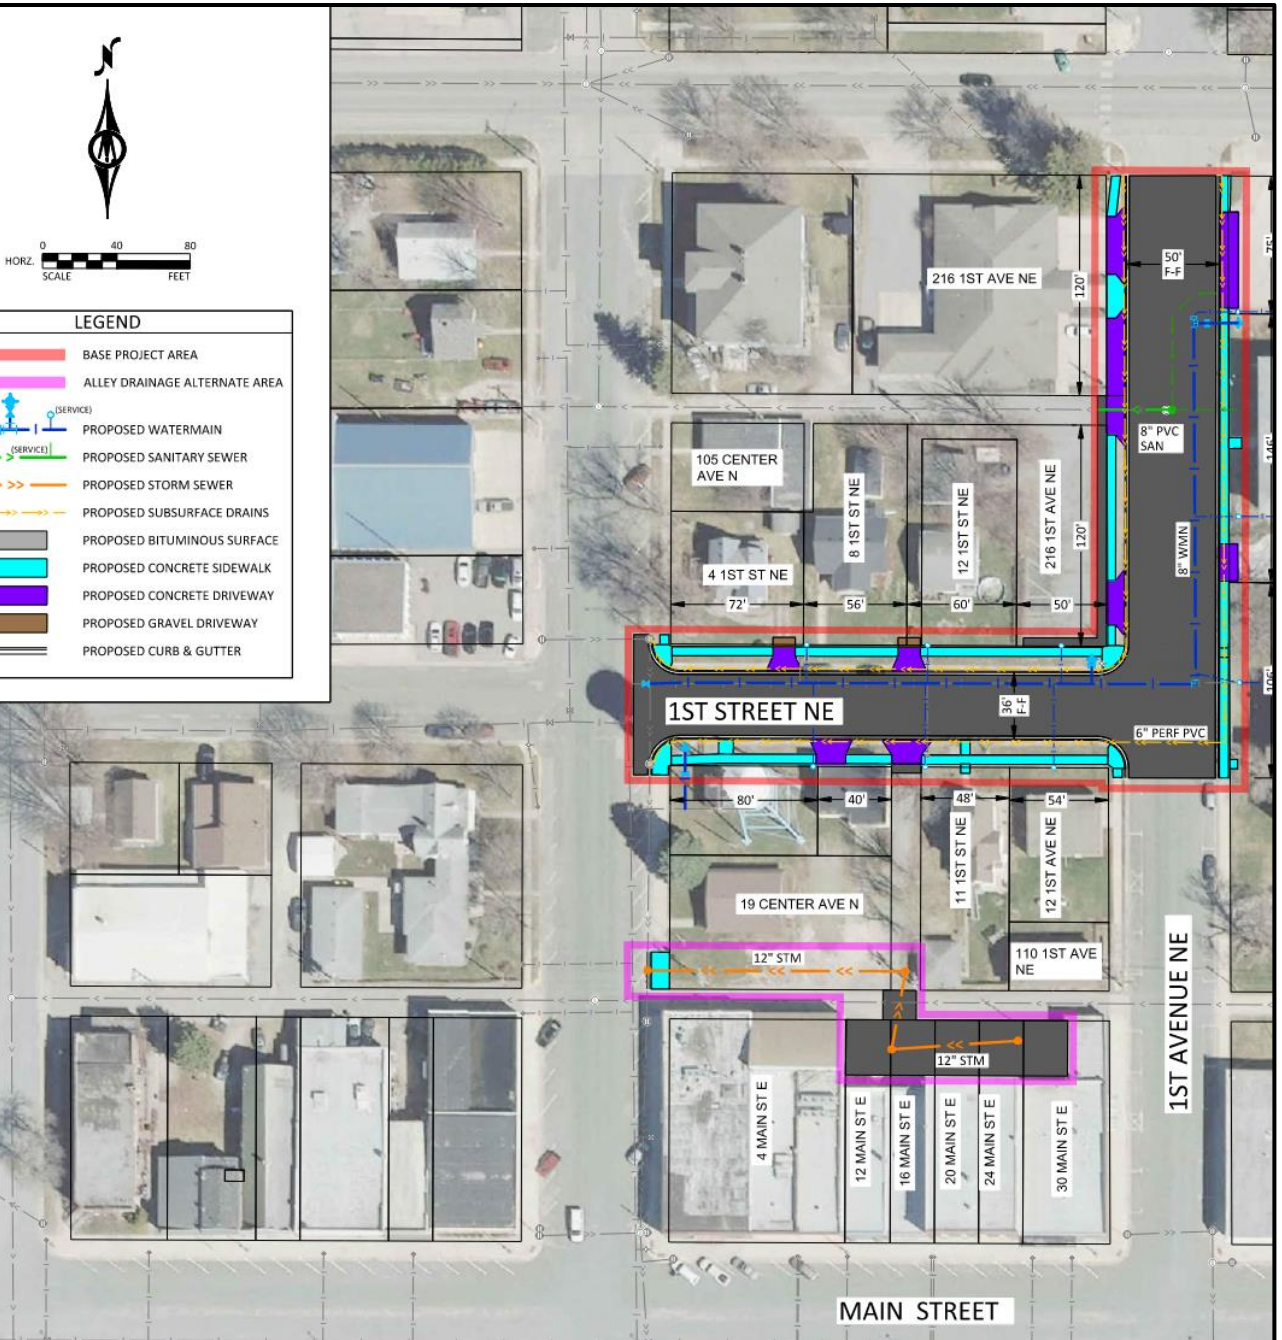 N
HORZ.
0 40 80
SCALE FEET
LEGEND
BASE PROJECT AREA
ALLEY DRAINAGE ALTERNATE AREA
(SERVICE)
PROPOSED WATERMAIN
(SERVICE)
PROPOSED SANITARY SEWER
PROPOSED STORM SEWER
PROPOSED SUBSURFACE DRAINS
PROPOSED BITUMINOUS SURFACE
PROPOSED CONCRETE SIDEWALK
PROPOSED CONCRETE DRIVEWAY
PROPOSED GRAVEL DRIVEWAY
PROPOSED CURB & GUTTER
216 1ST AVE NE
120'
50'
F-F
75'
105 CENTER
AVE N
8 1ST ST NE
12 1ST ST NE
216 1ST AVE NE
120'
8" PVC
SAN
146'
4 1ST ST NE
8" WMN
72'
56'
60'
50'
1ST STREET NE
36'
F-F
6" PERF PVC
106'
80'
40'
48'
54'
19 CENTER AVE N
11 1ST ST NE
12 1ST AVE NE
110 1ST AVE
NE
12" STM
12" STM
1ST AVENUE NE
4 MAIN ST E
12 MAIN ST E
16 MAIN ST E
20 MAIN ST E
24 MAIN ST E
30 MAIN ST E
MAIN STREET